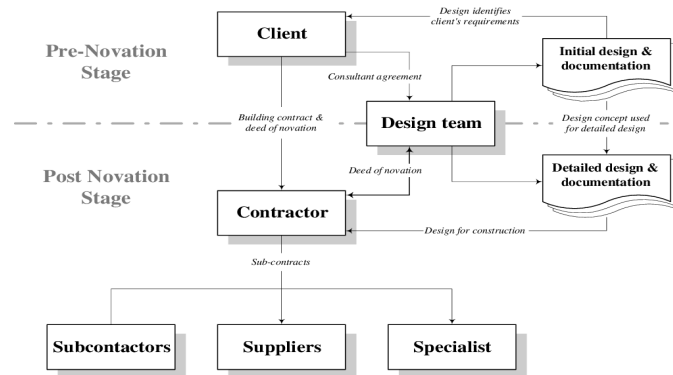 Design identifies
client's requirements
Client
Pre-Novation
Stage
Initial design &
documentation
Consultant agreement
Building contract &
deed of novation
Design team
Design concept used
for detailed design
Post Novation
Stage
Deed of novation
Detailed design &
documentation
Contractor
Design for construction
Sub-contracts
Subcontactors
Suppliers
Specialist